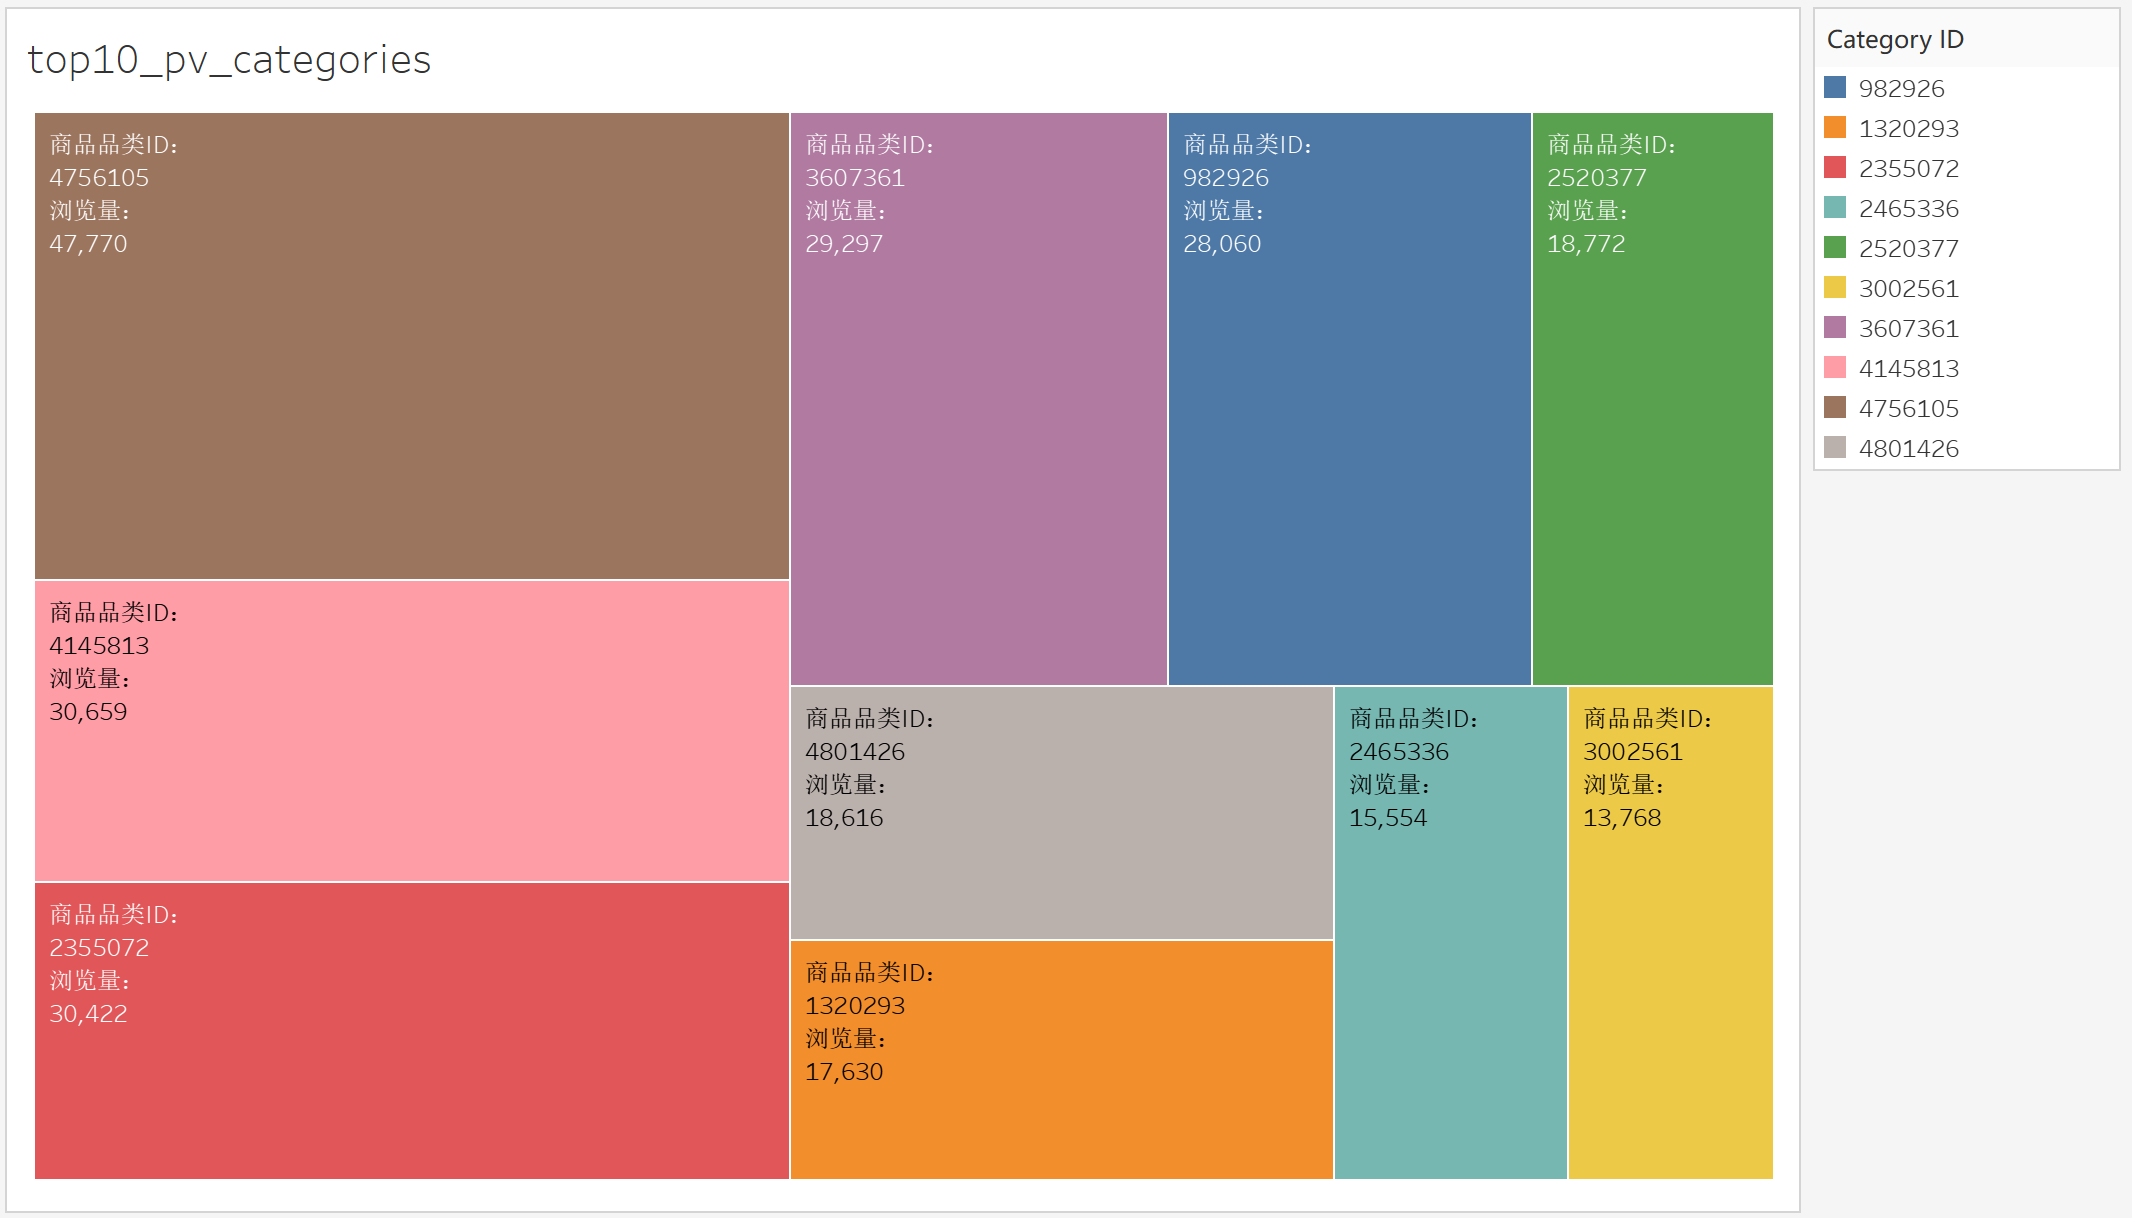 top10_pv_categories
商品品类ID：
4756105
浏览量：
47,770
商品品类ID：
4145813
浏览量：
30,659
商品品类ID：
2355072
浏览量：
30,422
商品品类ID：
3607361
浏览量：
29,297
商品品类ID：
982926
浏览量：
28,060
商品品类ID：
2520377
浏览量：
18,772
商品品类ID：
4801426
浏览量：
18,616
商品品类ID：
1320293
浏览量：
17,630
商品品类ID：
2465336
浏览量：
15,554
商品品类ID：
3002561
浏览量：
13,768
Category ID
982926
1320293
2355072
2465336
2520377
3002561
3607361
4145813
4756105
4801426